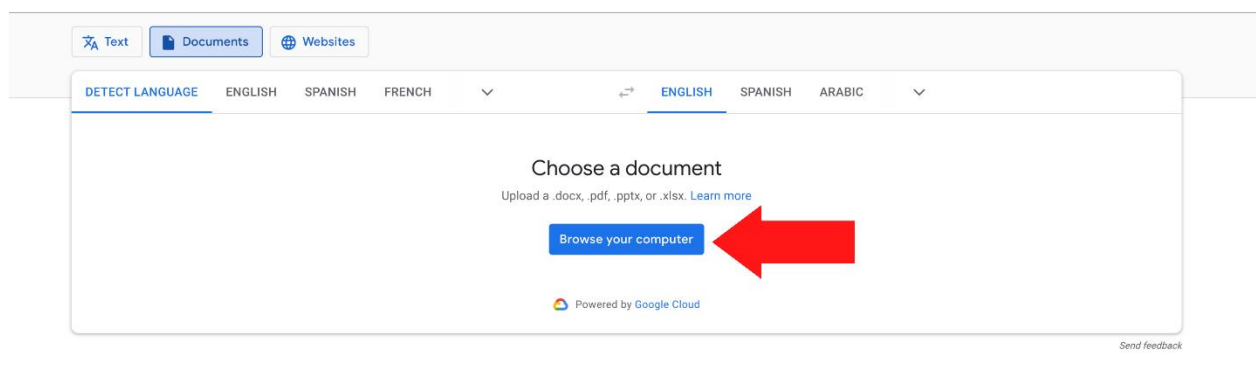 Text Documents Websites
DETECT LANGUAGE ENGLISH SPANISH FRENCH ENGLISH SPANISH ARABIC
Choose a document
Upload a .docx, .pdf, .pptx, or .xlsx. Learn more
Browse your computer
Powered by Google Cloud
Send feedback